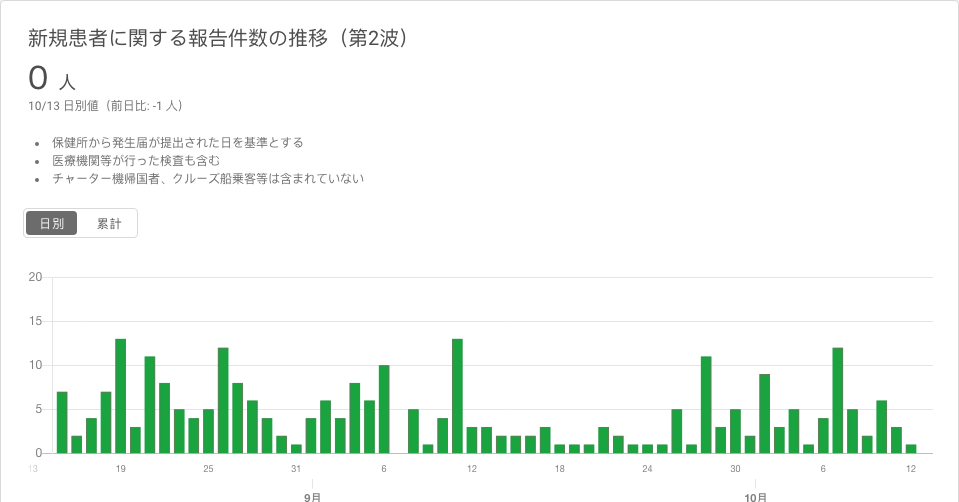 新規患者に関する報告件数の推移（第2波）
0 人
10/13 日別値（前日比: -1 人）
保健所から発生届が提出された日を基準とする
医療機関等が行った検査も含む
チャーター機帰国者、クルーズ船乗客等は含まれていない
日別 累計
20
15
10
5
0
13 19 25 31 6 12 18 24 30 6 12
9月 10月